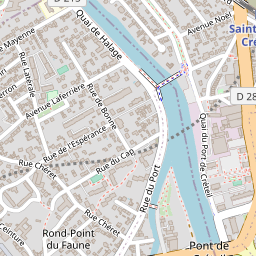 D 215
Quai de Halage
Avenue Noël
Saint
Cré
Mayenne
Rue Latérale
Avenue Laferrière
Rue de Bonne
D 28
Rue de l'Espérance
Quai du Port de Créteil
Rue Chéret
Rue du Cap
Rue du Port
Rue Chéret
Rond-Point
du Faune
Pont de